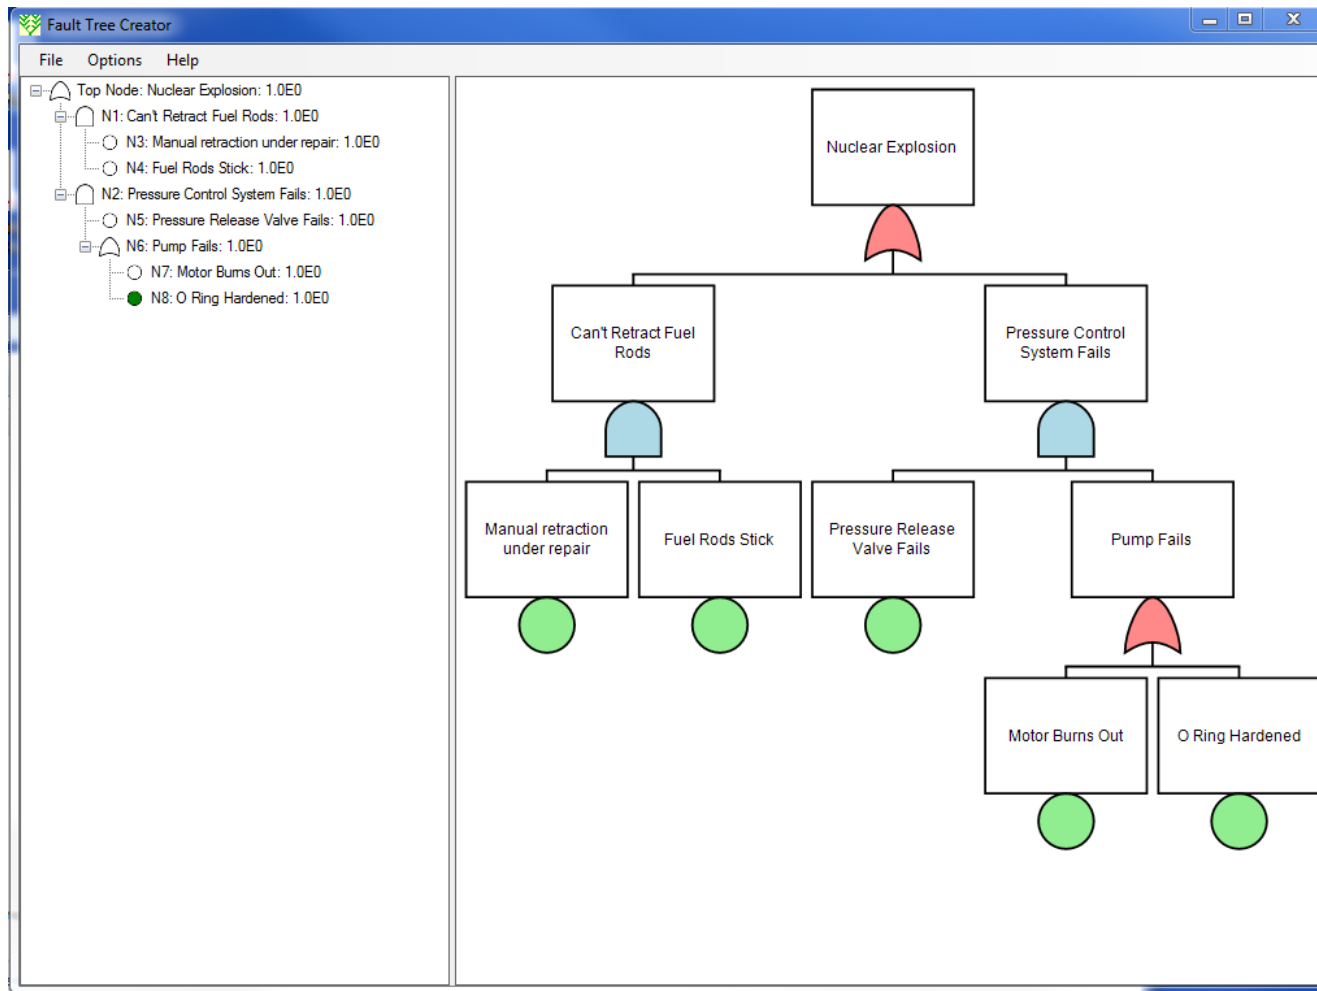 Fault Tree Creator
File Options Help
Top Node: Nuclear Explosion: 1.0E0
N1: Can't Retract Fuel Rods: 1.0E0
N3: Manual retraction under repair: 1.0E0
N4: Fuel Rods Stick: 1.0E0
N2: Pressure Control System Fails: 1.0E0
N5: Pressure Release Valve Fails: 1.0E0
N6: Pump Fails: 1.0E0
N7: Motor Burns Out: 1.0E0
N8: O Ring Hardened: 1.0E0
Nuclear Explosion
Can't Retract Fuel
Rods
Pressure Control
System Fails
Manual retraction
under repair
Fuel Rods Stick
Pressure Release
Valve Fails
Pump Fails
Motor Burns Out
O Ring Hardened